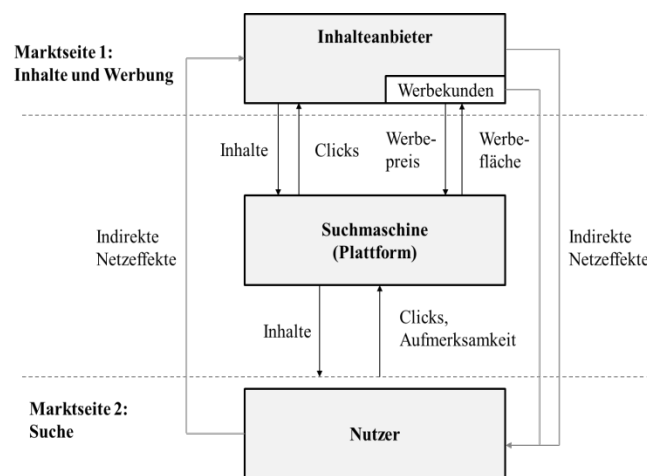 Marktseite 1:
Inhalte und Werbung
Inhalteanbieter
Werbekunden
Inhalte
Clicks
Werbe-
preis
Werbe-
fläche
Indirekte
Netzeffekte
Suchmaschine
(Plattform)
Indirekte
Netzeffekte
Inhalte
Clicks,
Aufmerksamkeit
Marktseite 2:
Suche
Nutzer